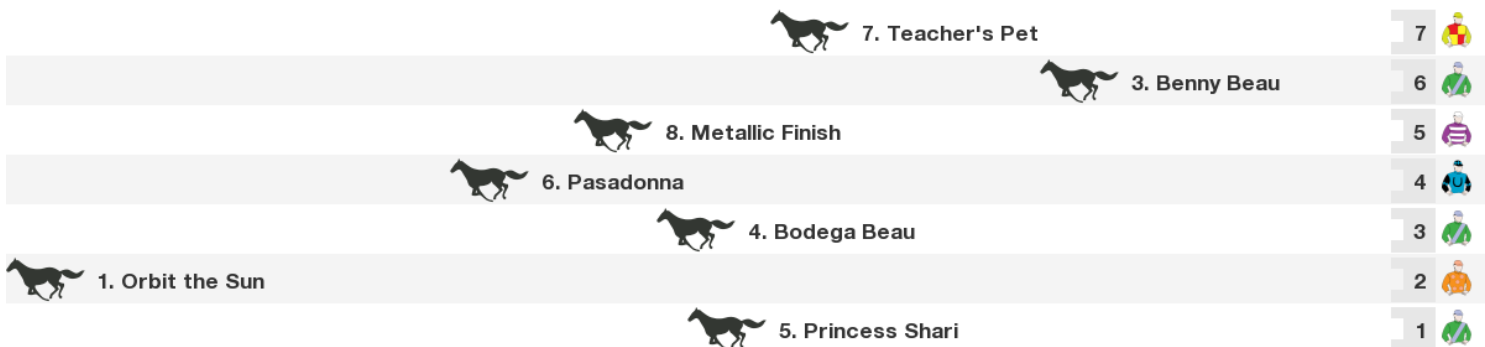 7. Teacher's Pet 7
3. Benny Beau 6
8. Metallic Finish 5
6. Pasadonna 4
4. Bodega Beau 3
1. Orbit the Sun 2
5. Princess Shari 1